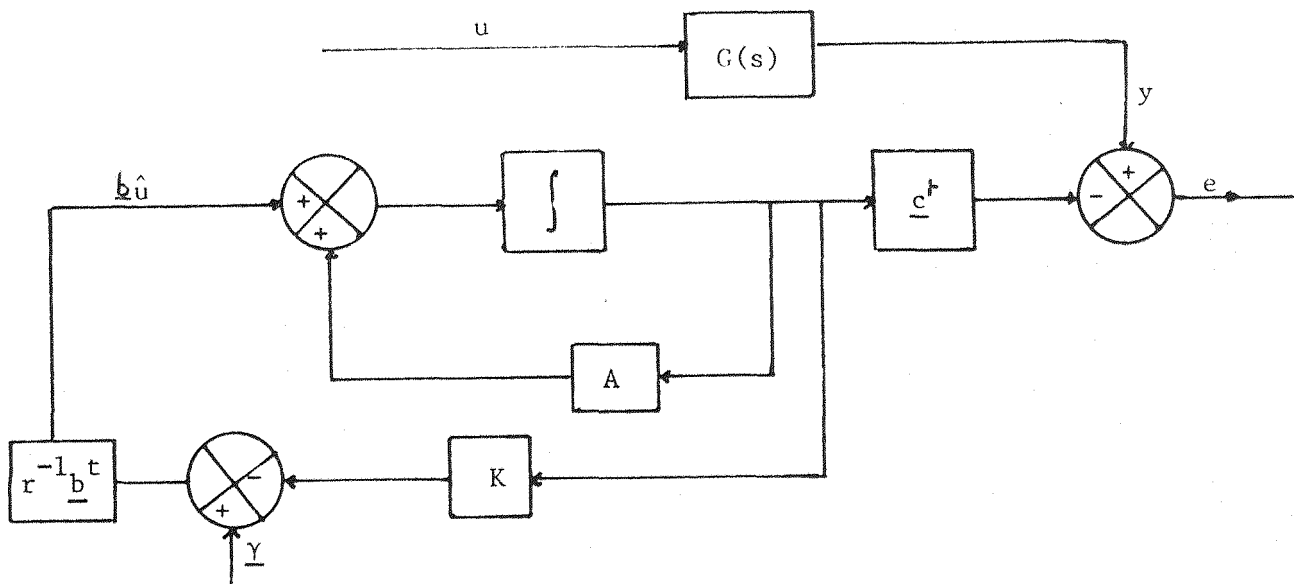 u
G(s)
y
b̲û
+
+
∫
c̲ᵗ
-
+
e
A
r⁻¹b̲ᵗ
-
+
K
γ̲